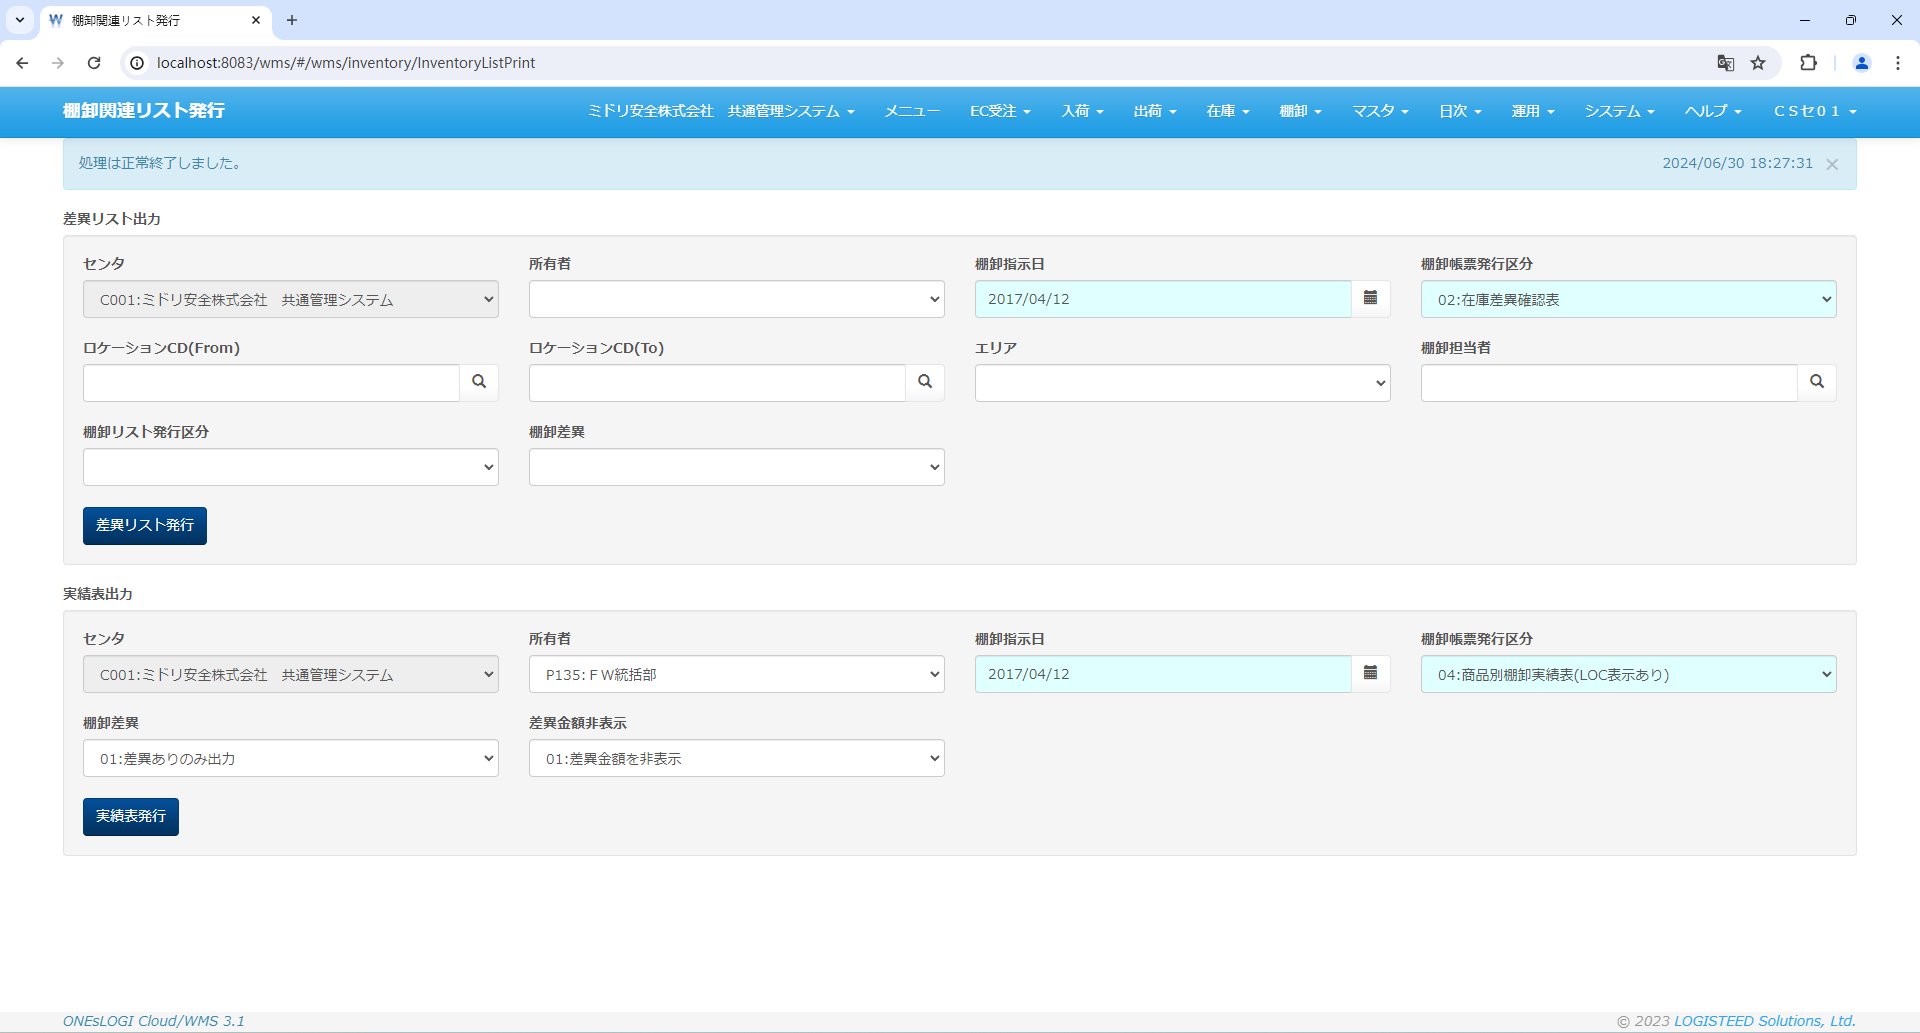 W 棚卸関連リスト発行
localhost:8083/wms/#/wms/inventory/InventoryListPrint
棚卸関連リスト発行 ミドリ安全株式会社　共通管理システム メニュー EC受注 入荷 出荷 在庫 棚卸 マスタ 日次 運用 システム ヘルプ ＣＳセ０１
処理は正常終了しました。 2024/06/30 18:27:31 ×
差異リスト出力
センタ 所有者 棚卸指示日 棚卸帳票発行区分
C001:ミドリ安全株式会社　共通管理システム 2017/04/12 02:在庫差異確認表
ロケーションCD(From) ロケーションCD(To) エリア 棚卸担当者
棚卸リスト発行区分 棚卸差異
差異リスト発行
実績表出力
センタ 所有者 棚卸指示日 棚卸帳票発行区分
C001:ミドリ安全株式会社　共通管理システム P135:ＦＷ統括部 2017/04/12 04:商品別棚卸実績表(LOC表示あり)
棚卸差異 差異金額非表示
01:差異ありのみ出力 01:差異金額を非表示
実績表発行
ONEsLOGI Cloud/WMS 3.1 © 2023 LOGISTEED Solutions, Ltd.